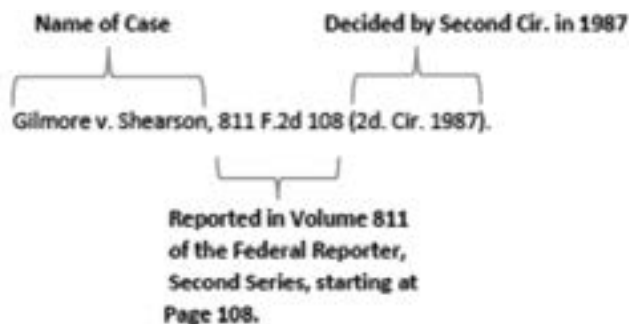 Name of Case
Decided by Second Cir. in 1987
Gilmore v. Shearson, 811 F.2d 108 (2d. Cir. 1987).
Reported in Volume 811
of the Federal Reporter,
Second Series, starting at
Page 108.